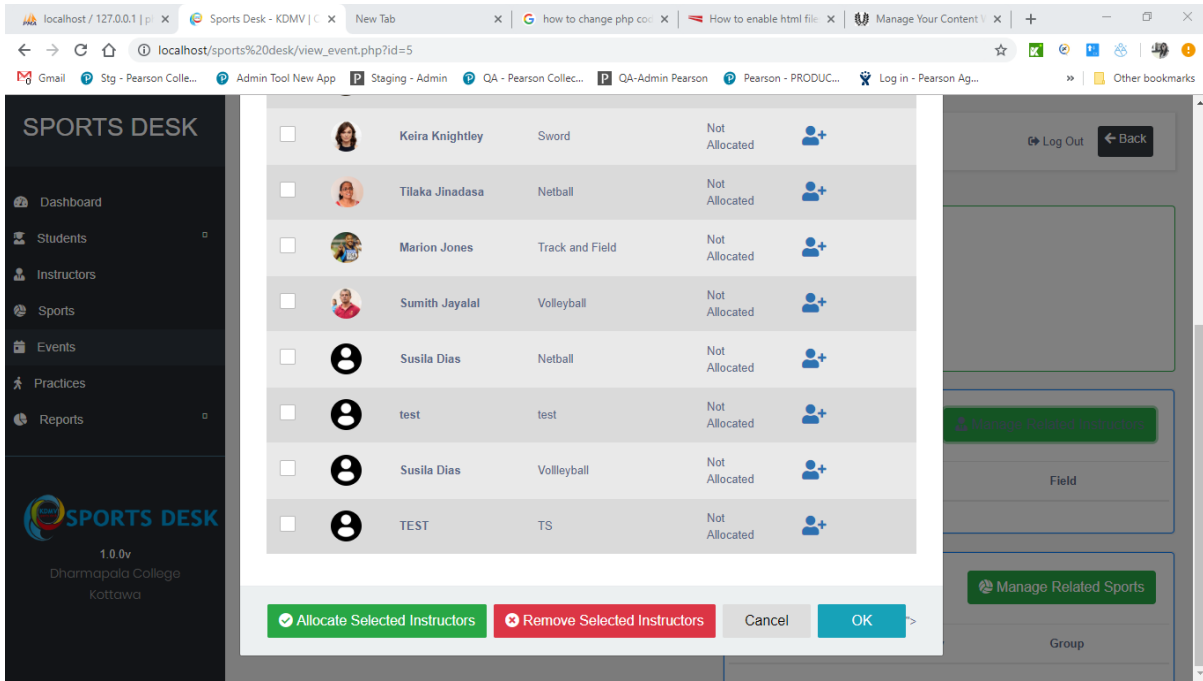 localhost / 127.0.0.1 | p
Sports Desk - KDMV | C
New Tab
how to change php co
How to enable html file
Manage Your Content
localhost/sports%20desk/view_event.php?id=5
Gmail
Stg - Pearson Colle...
Admin Tool New App
Staging - Admin
QA - Pearson Collec...
QA-Admin Pearson
Pearson - PRODUC...
Log in - Pearson Ag...
»
Other bookmarks
SPORTS DESK
Dashboard
Students
Instructors
Sports
Events
Practices
Reports
KDMV
SPORTS DESK
1.0.0v
Dharmapala College
Kottawa
Keira Knightley Sword Not
Allocated
Tilaka Jinadasa Netball Not
Allocated
Marion Jones Track and Field Not
Allocated
Sumith Jayalal Volleyball Not
Allocated
Susila Dias Netball Not
Allocated
test test Not
Allocated
Susila Dias Vollleyball Not
Allocated
TEST TS Not
Allocated
Allocate Selected Instructors
Remove Selected Instructors
Cancel
OK
">
Log Out
Back
Field
Manage Related Sports
Group